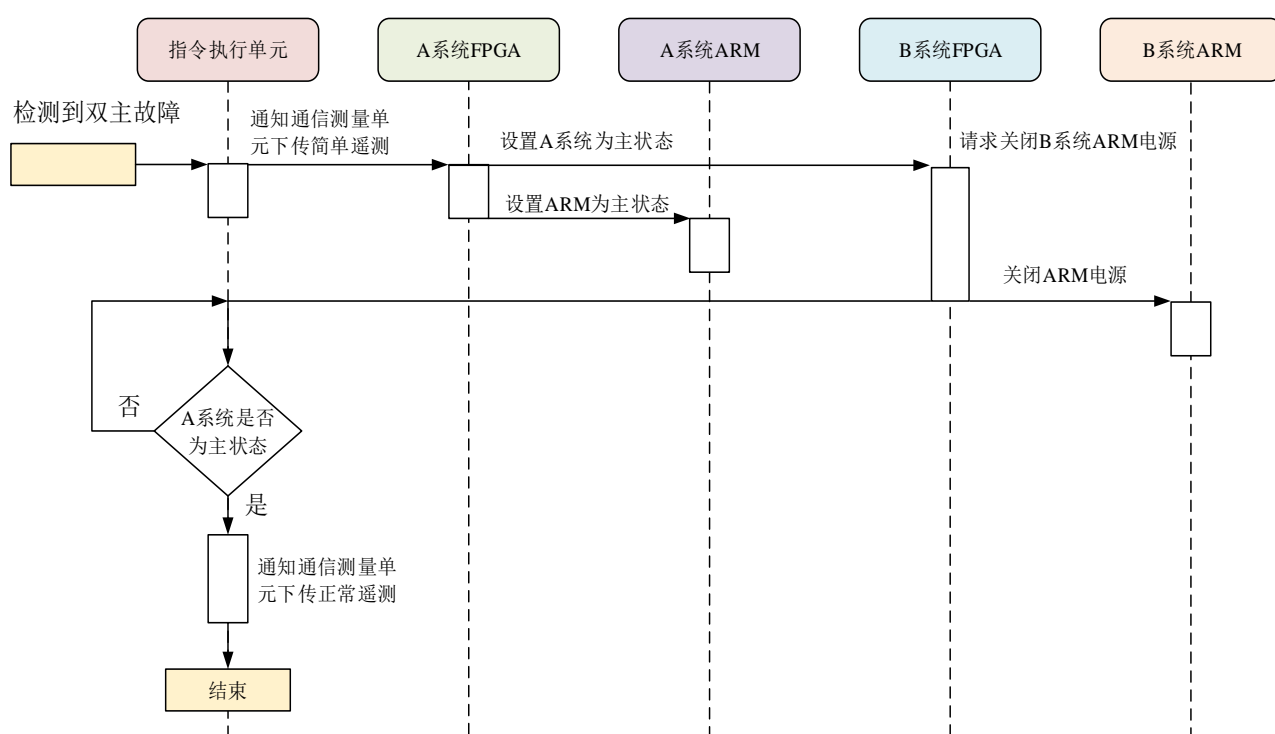 指令执行单元
A系统FPGA
A系统ARM
B系统FPGA
B系统ARM
检测到双主故障
通知通信测量单
元下传简单遥测
设置A系统为主状态
请求关闭B系统ARM电源
设置ARM为主状态
关闭ARM电源
否
A系统是否
为主状态
是
通知通信测量单
元下传正常遥测
结束